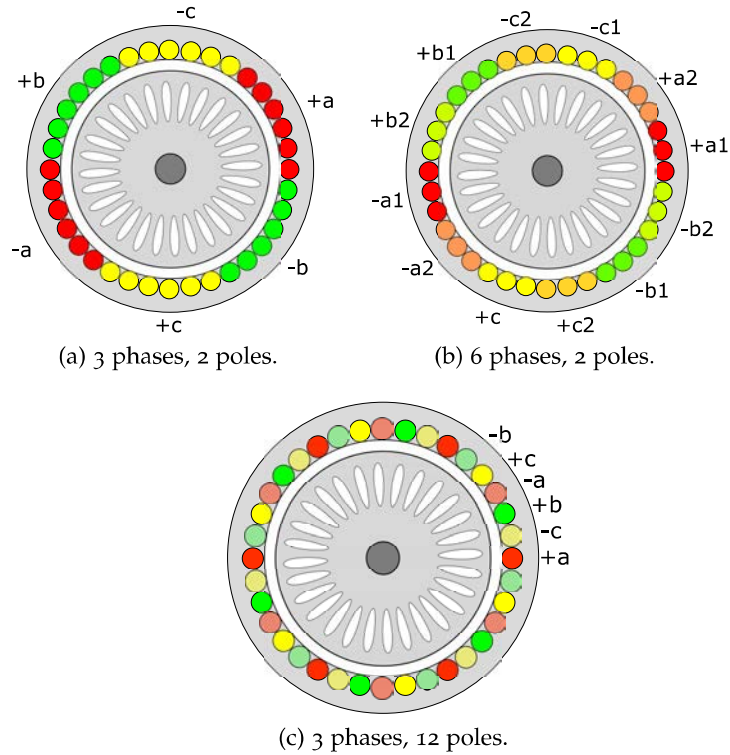 -c
+b
+a
-a
-b
+c
(a) 3 phases, 2 poles.
-c2
-c1
+b1
+a2
+b2
+a1
-a1
-b2
-a2
-b1
+c
+c2
(b) 6 phases, 2 poles.
-b
+c
-a
+b
-c
+a
(c) 3 phases, 12 poles.